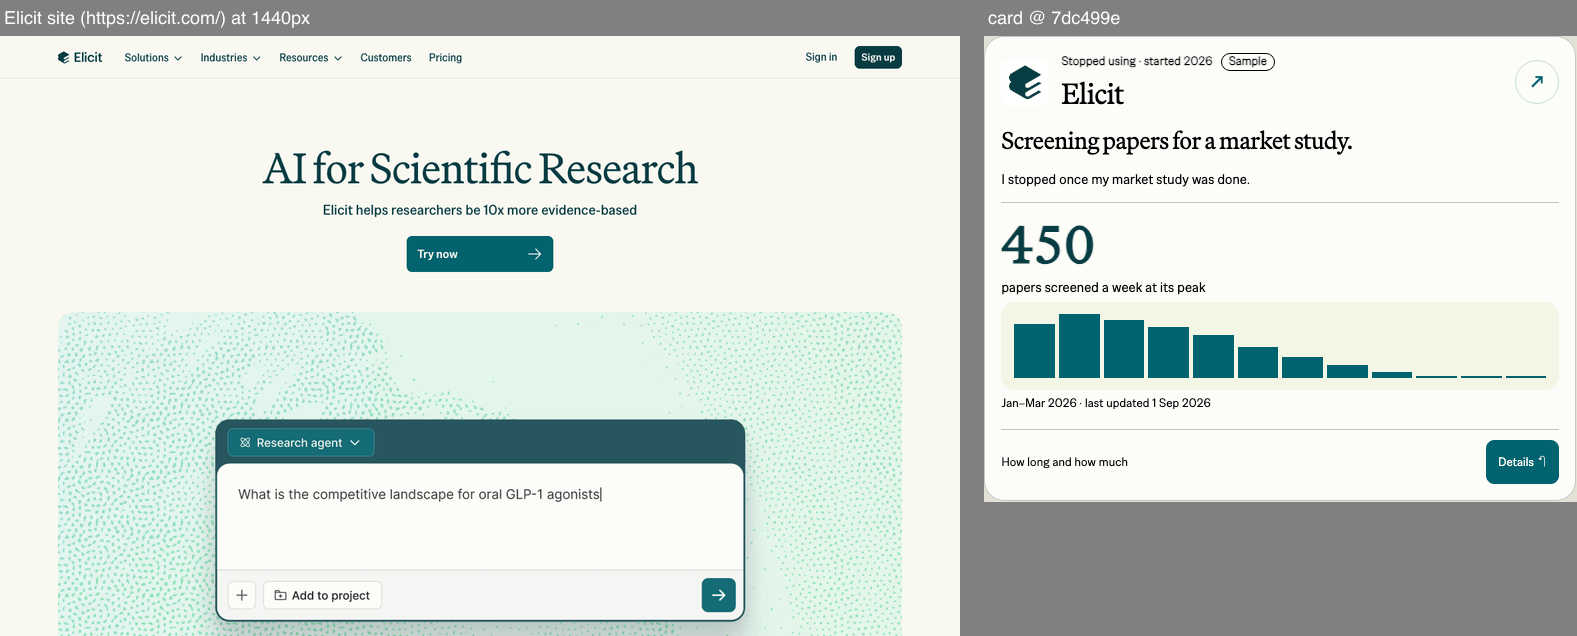 Elicit site (https://elicit.com/) at 1440px
Elicit
Solutions
Industries
Resources
Customers
Pricing
Sign in
Sign up
AI for Scientific Research
Elicit helps researchers be 10x more evidence-based
Try now
Research agent
What is the competitive landscape for oral GLP-1 agonists
Add to project
card @ 7dc499e
Stopped using · started 2026
Sample
Elicit
Screening papers for a market study.
I stopped once my market study was done.
450
papers screened a week at its peak
Jan–Mar 2026 · last updated 1 Sep 2026
How long and how much
Details